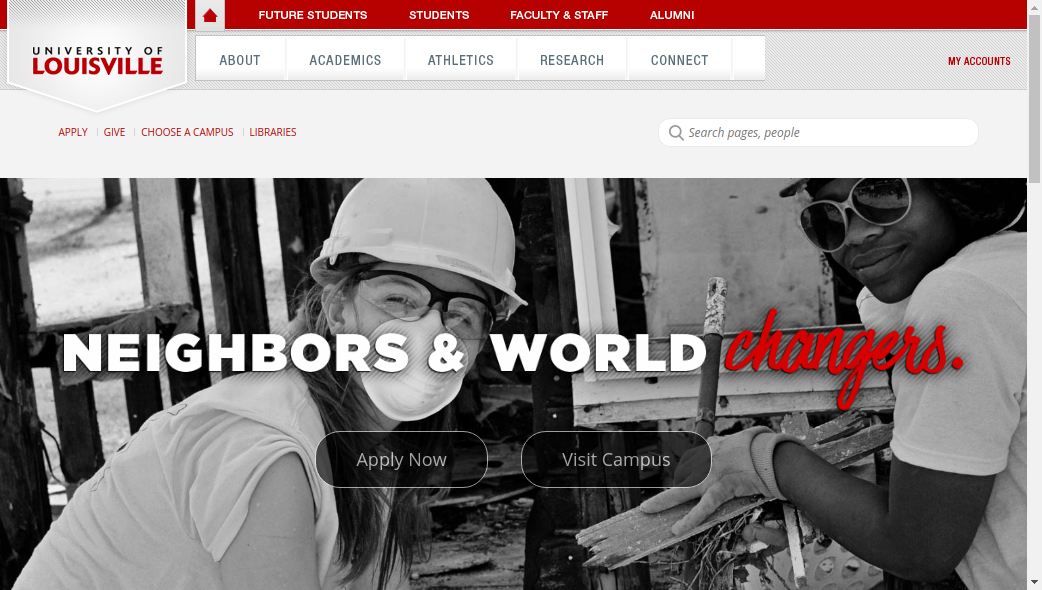 FUTURE STUDENTS STUDENTS FACULTY & STAFF ALUMNI
UNIVERSITY OF
LOUISVILLE
ABOUT ACADEMICS ATHLETICS RESEARCH CONNECT
MY ACCOUNTS
APPLY GIVE CHOOSE A CAMPUS LIBRARIES
Search pages, people
NEIGHBORS & WORLD changers.
Apply Now Visit Campus